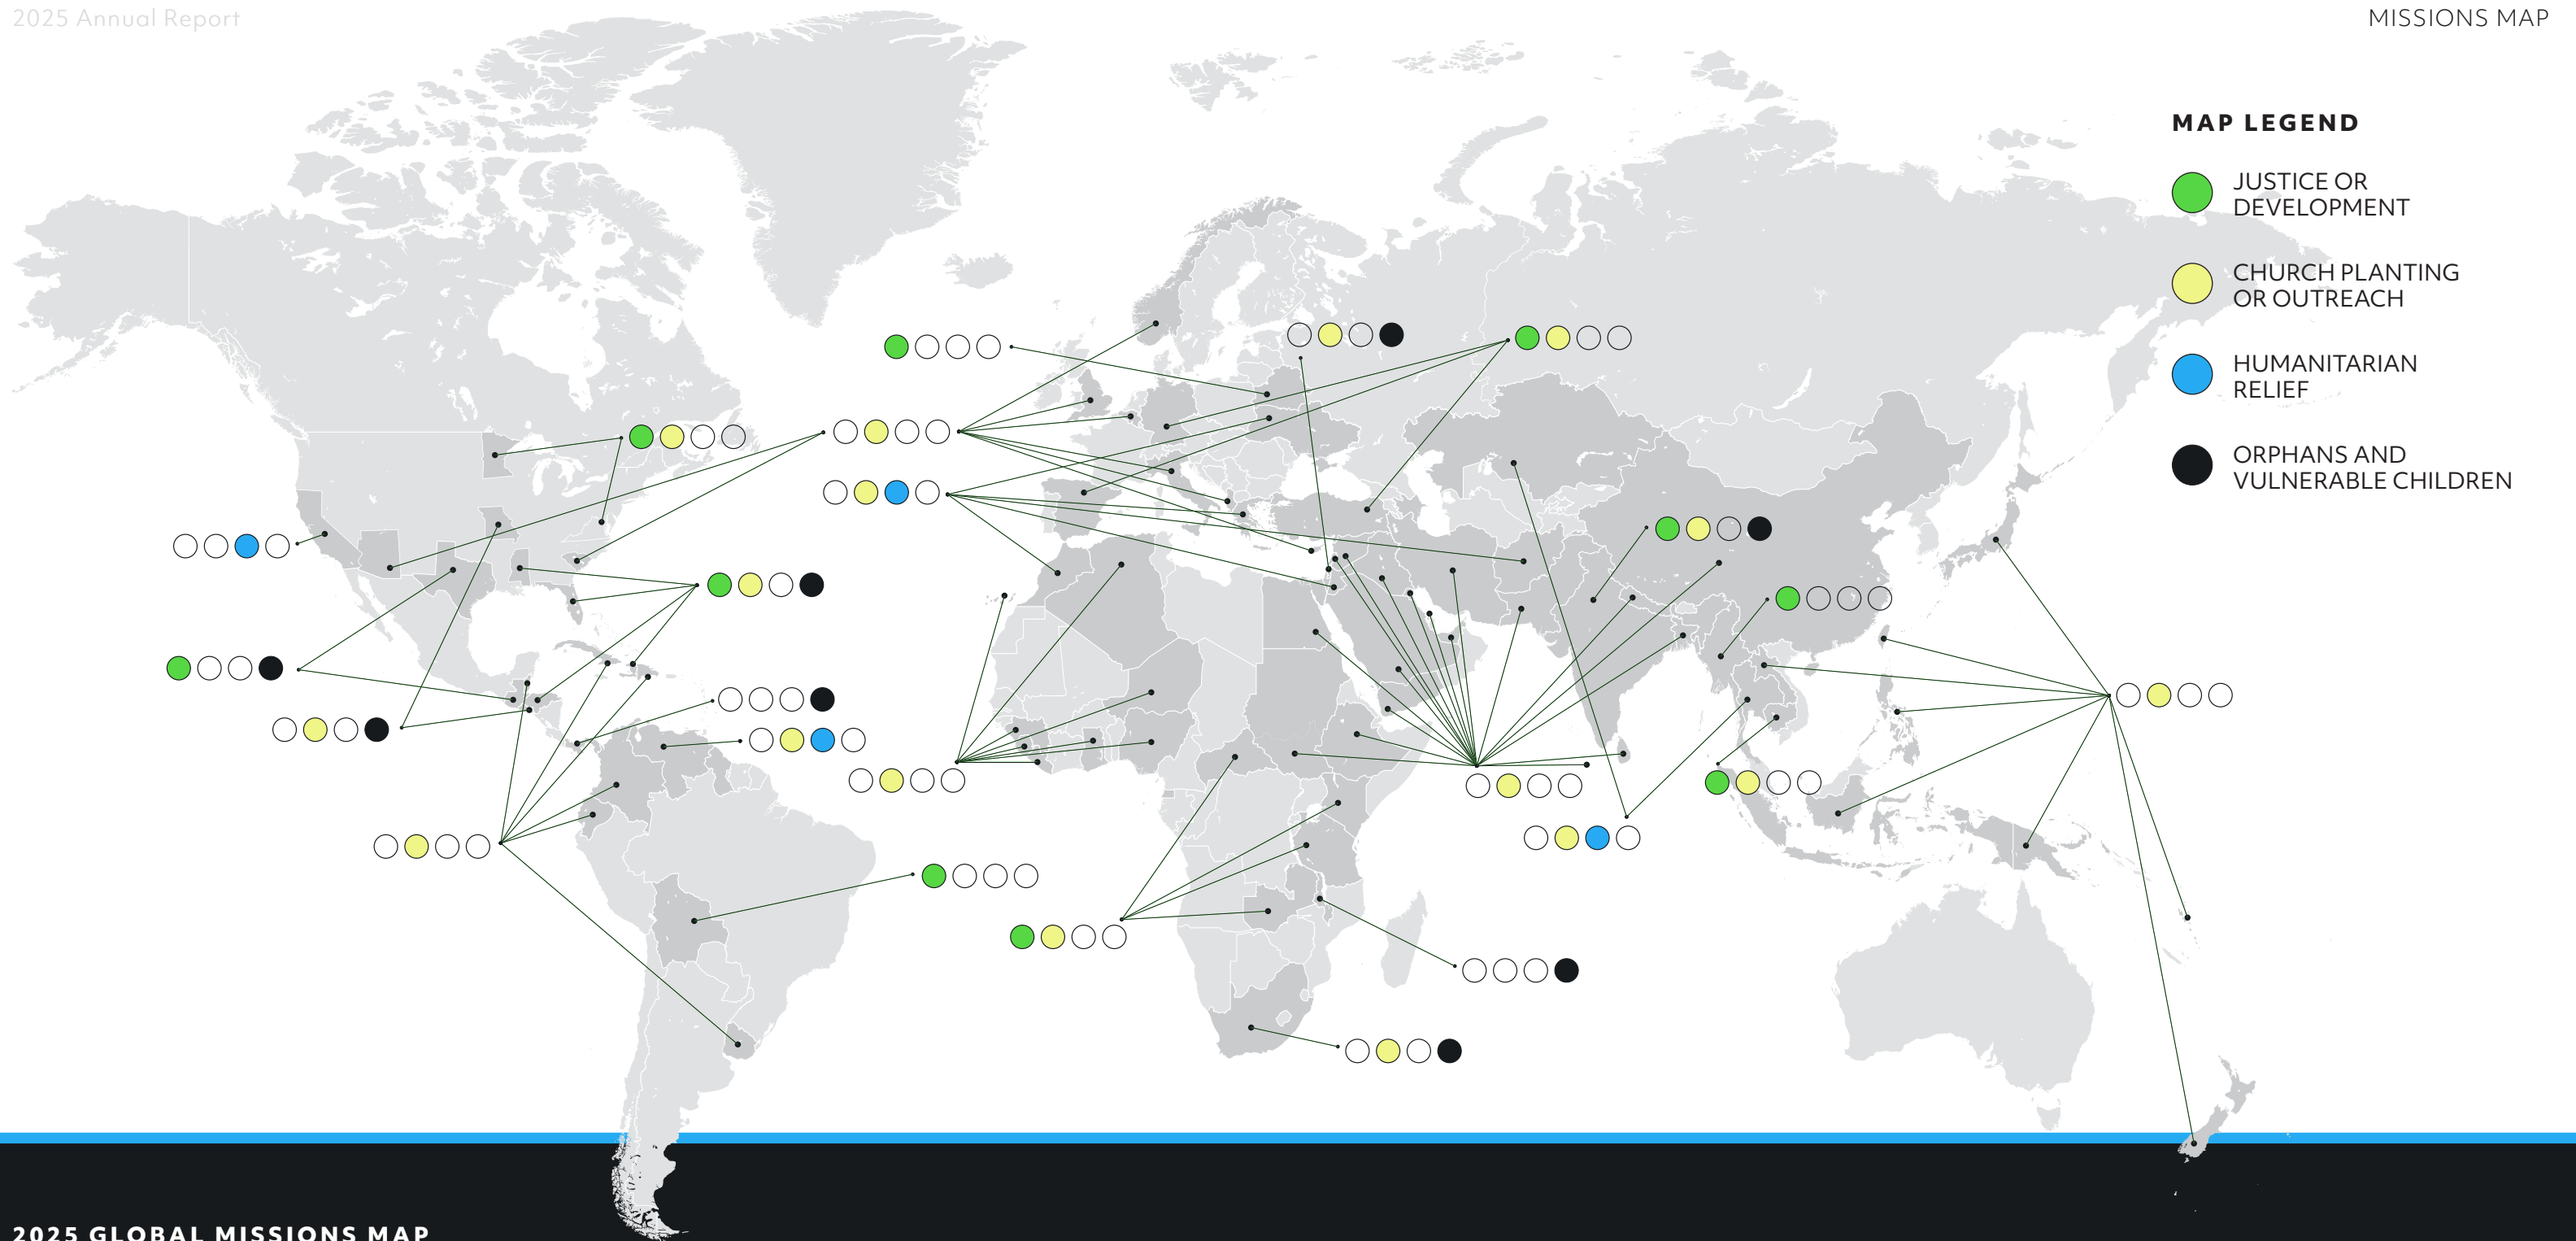 2025 Annual Report
MISSIONS MAP
MAP LEGEND
JUSTICE OR
DEVELOPMENT
CHURCH PLANTING
OR OUTREACH
HUMANITARIAN
RELIEF
ORPHANS AND
VULNERABLE CHILDREN
2025 GLOBAL MISSIONS MAP